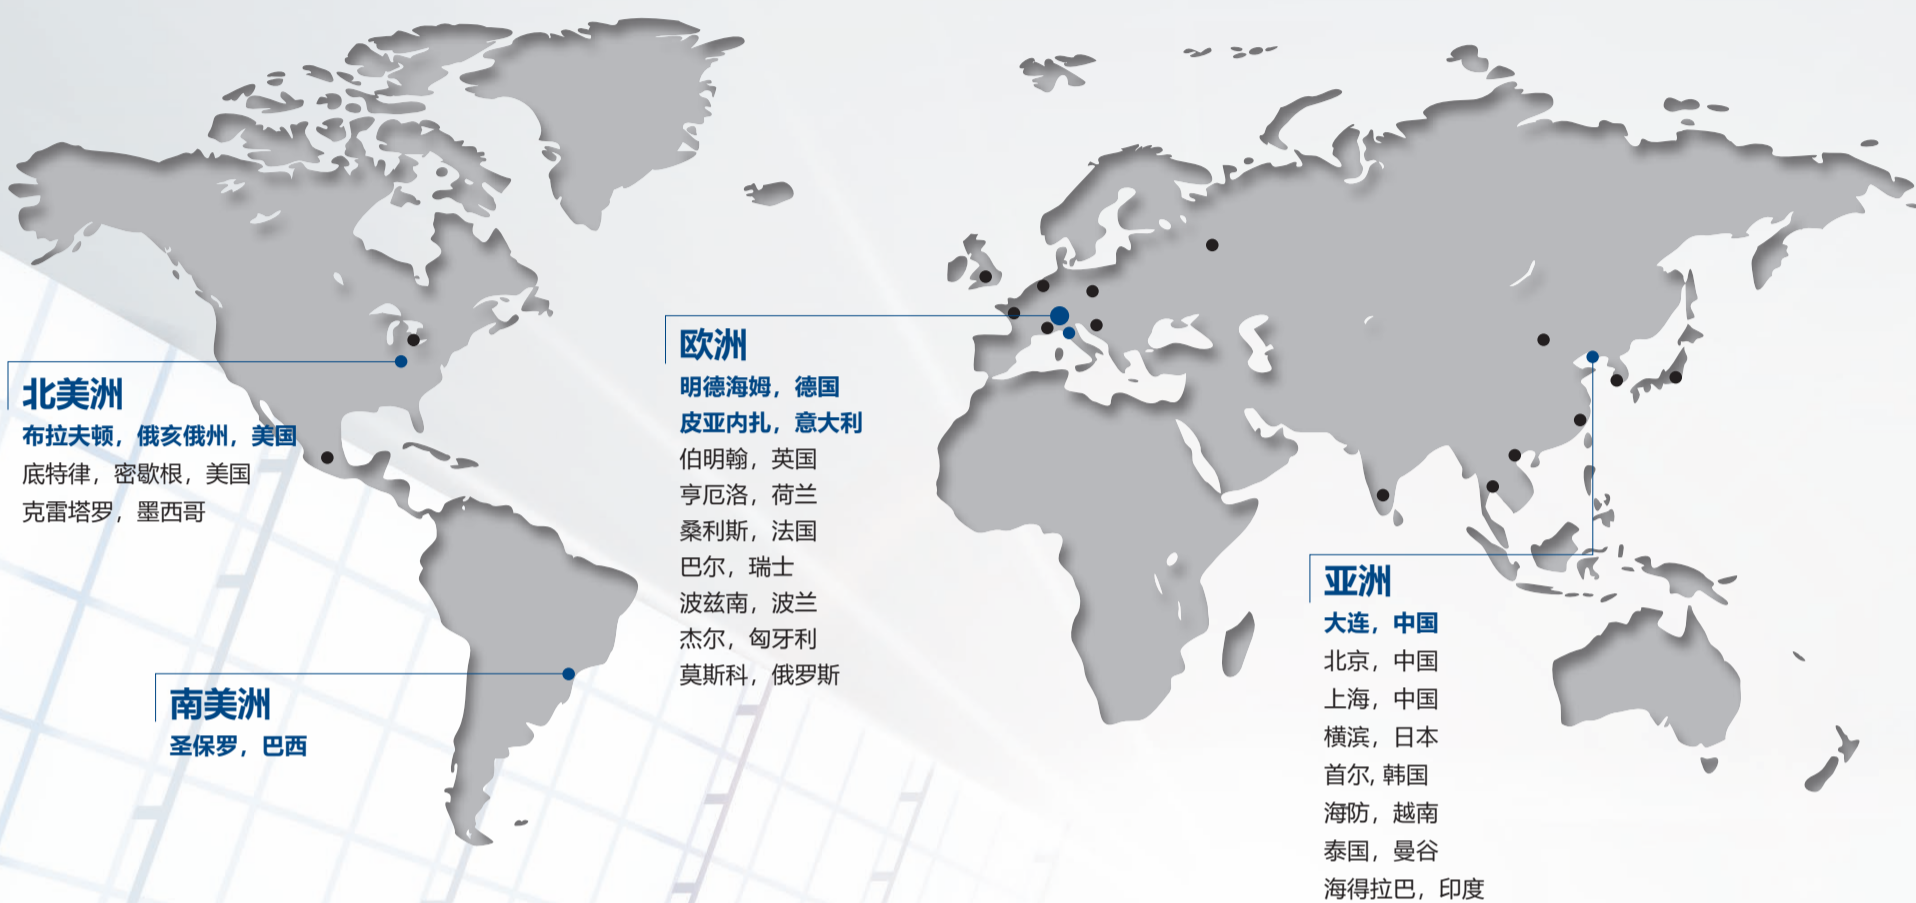 北美洲
布拉夫顿，俄亥俄州，美国
底特律，密歇根，美国
克雷塔罗，墨西哥
南美洲
圣保罗，巴西
欧洲
明德海姆，德国
皮亚内扎，意大利
伯明翰，英国
亨厄洛，荷兰
桑利斯，法国
巴尔，瑞士
波兹南，波兰
杰尔，匈牙利
莫斯科，俄罗斯
亚洲
大连，中国
北京，中国
上海，中国
横滨，日本
首尔, 韩国
海防，越南
泰国，曼谷
海得拉巴，印度